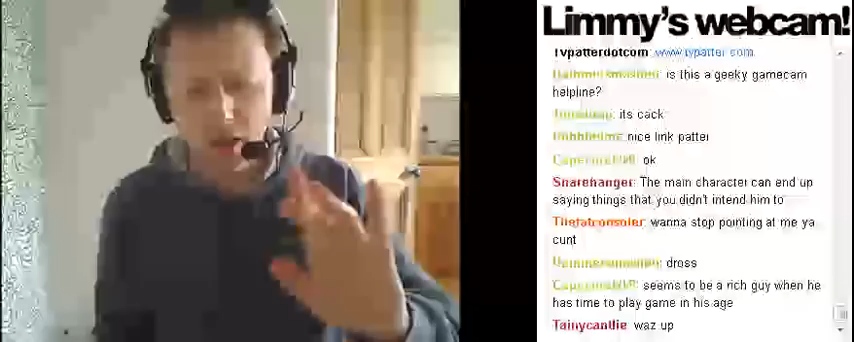 Limmy's webcam!
Tvpatterdotcom: www.tvpatter.com
is this a geeky gamecam
helpline?
its cack
nice link patter
ok
Snarehanger: The main character can end up
saying things that you didn't intend him to
wanna stop pointing at me ya
cunt
dross
seems to be a rich guy when he
has time to play game in his age
Tainycandie waz up